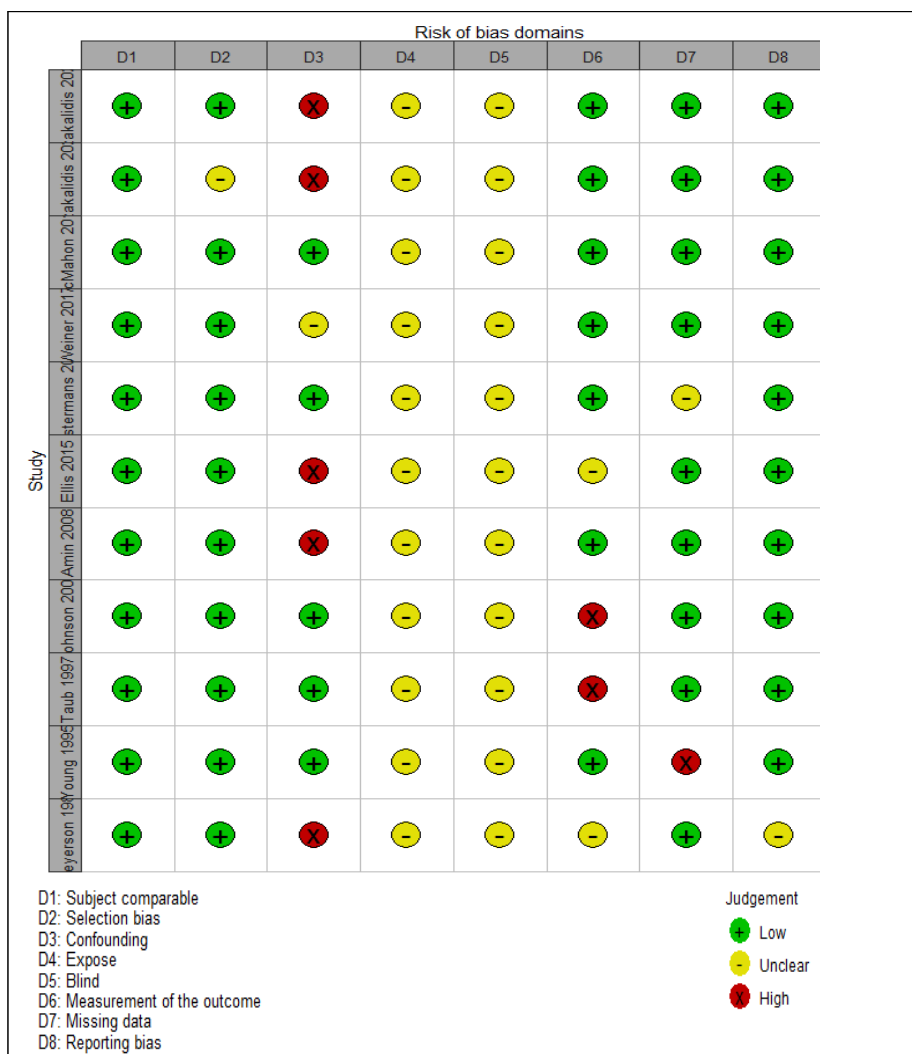 Risk of bias domains
D1 D2 D3 D4 D5 D6 D7 D8
Study
akalidis 20
+ + X - - + + +
akalidis 20
+ - X - - + + +
Mahon 20
+ + + - - + + +
Weiner 2017
+ + - - - + + +
stermans 20
+ + + - - + - +
Ellis 2015
+ + X - - - + +
Amin 2008
+ + X - - + + +
ohnson 200
+ + + - - X + +
Taub 1997
+ + + - - X + +
Young 1995
+ + + - - + X +
eyerson 19
+ + X - - - + -
D1: Subject comparable
D2: Selection bias
D3: Confounding
D4: Expose
D5: Blind
D6: Measurement of the outcome
D7: Missing data
D8: Reporting bias
Judgement
+ Low
- Unclear
X High